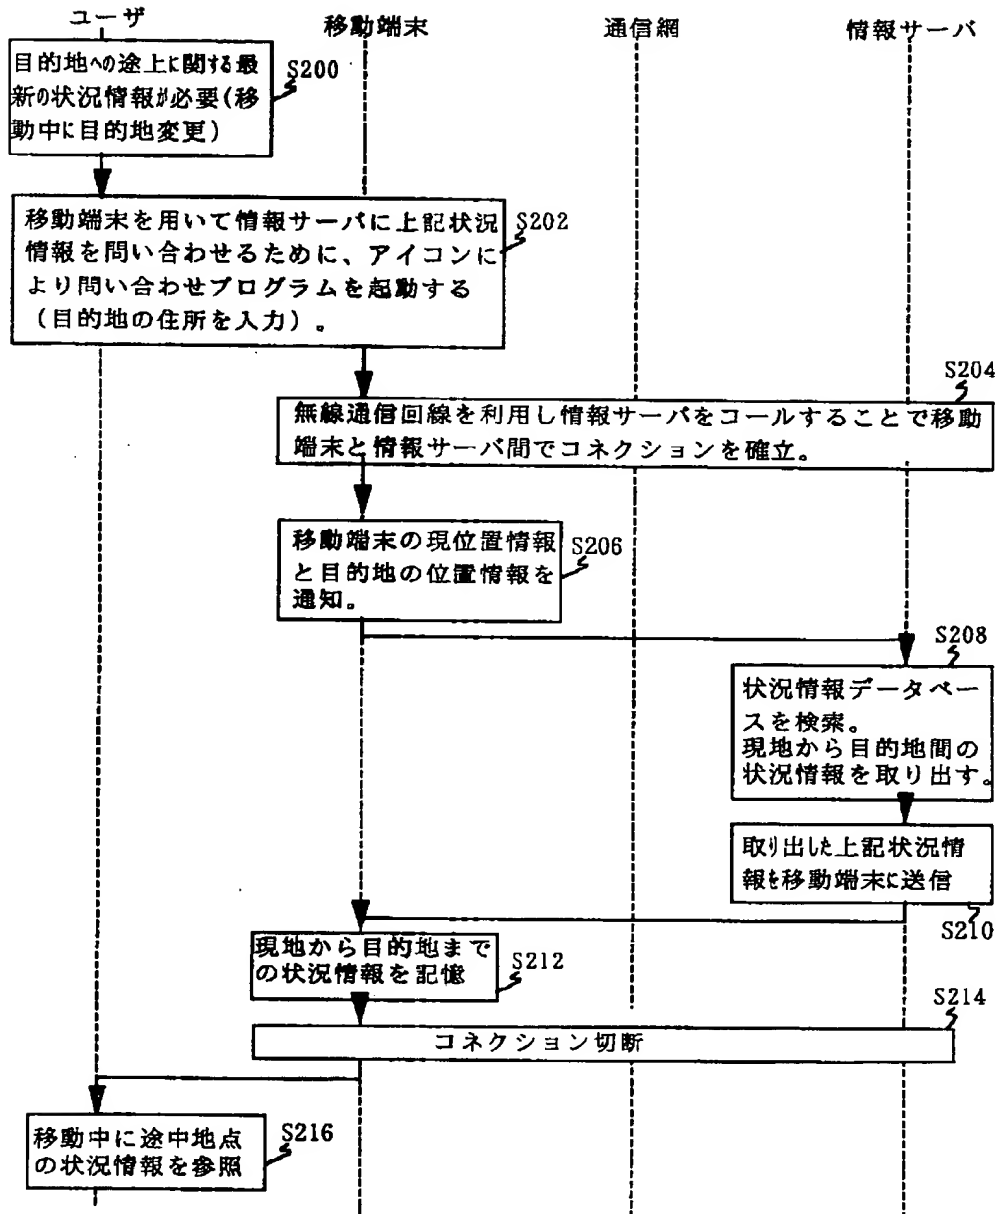 ユーザ
移動端末
通信網
情報サーバ
目的地への途上に関する最
新の状況情報が必要(移
動中に目的地変更)
S200
移動端末を用いて情報サーバに上記状況
情報を問い合わせるために、アイコンに
より問い合わせプログラムを起動する
(目的地の住所を入力)。
S202
S204
無線通信回線を利用し情報サーバをコールすることで移動
端末と情報サーバ間でコネクションを確立。
移動端末の現位置情報
と目的地の位置情報を
通知。
S206
S208
状況情報データベー
スを検索。
現地から目的地間の
状況情報を取り出す。
取り出した上記状況情
報を移動端末に送信
S210
現地から目的地まで
の状況情報を記憶
S212
S214
コネクション切断
移動中に途中地点
の状況情報を参照
S216